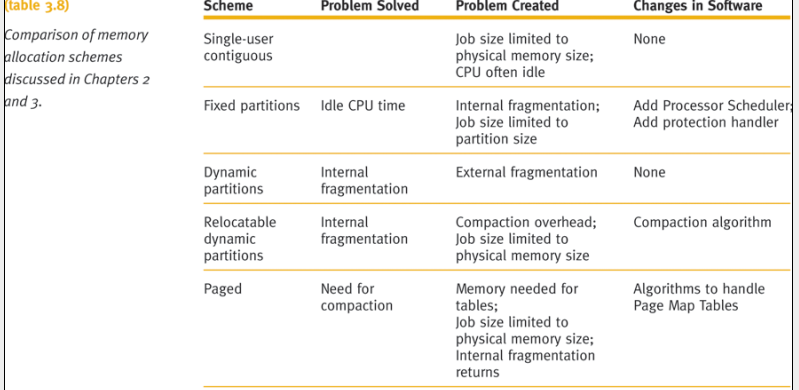 (table 3.8)
Comparison of memory
allocation schemes
discussed in Chapters 2
and 3.
Scheme Problem Solved Problem Created Changes in Software
Single-user Job size limited to None
contiguous physical memory size;
CPU often idle
Fixed partitions Idle CPU time Internal fragmentation; Add Processor Scheduler;
Job size limited to Add protection handler
partition size
Dynamic Internal External fragmentation None
partitions fragmentation
Relocatable Internal Compaction overhead; Compaction algorithm
dynamic fragmentation Job size limited to
partitions physical memory size
Paged Need for Memory needed for Algorithms to handle
compaction tables; Page Map Tables
Job size limited to
physical memory size;
Internal fragmentation
returns